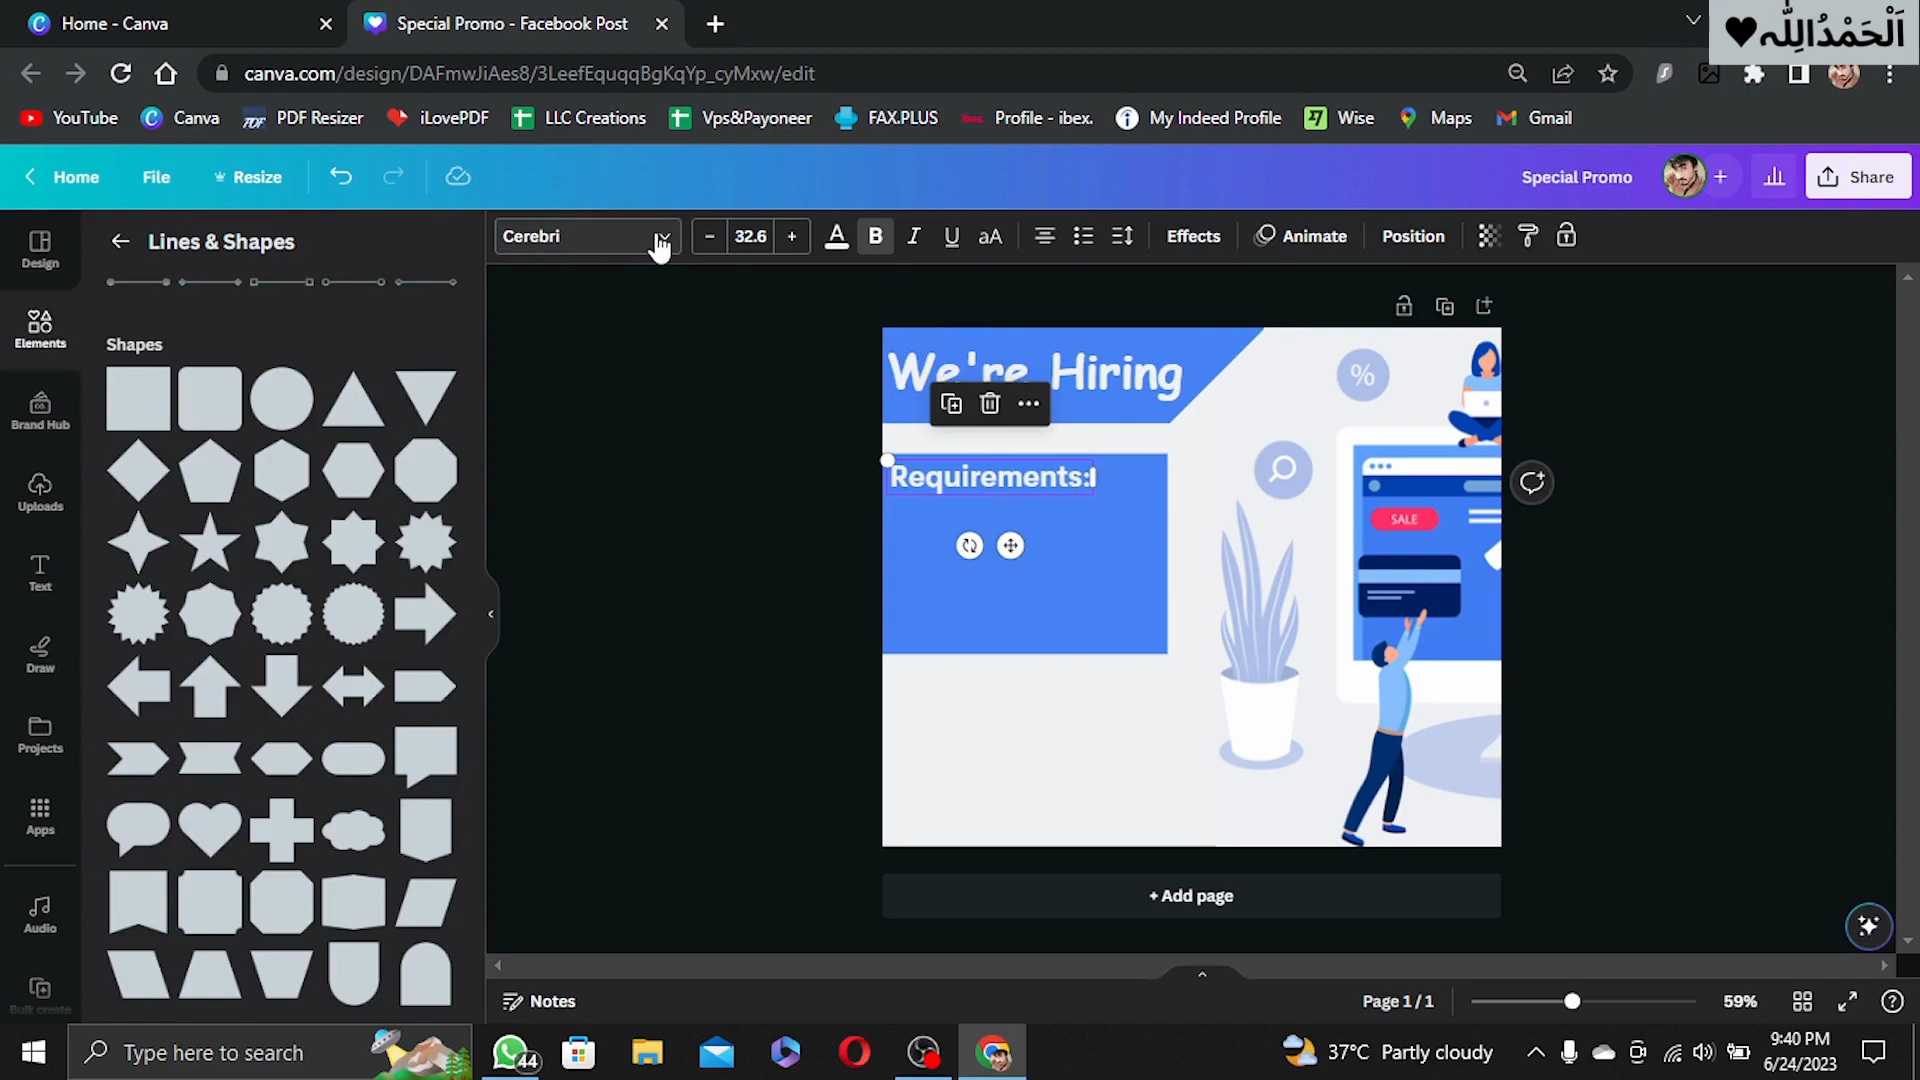 Home - Canva
Special Promo - Facebook Post
اَلْحَمْدُاللّٰه
canva.com/design/DAFmwJiAes8/3LeefEquqqBgKqYp_cyMxw/edit
YouTube
Canva
PDF Resizer
iLovePDF
LLC Creations
Vps&Payoneer
FAX.PLUS
Profile - ibex.
My Indeed Profile
Wise
Maps
Gmail
Home
File
Resize
Special Promo
Share
Design
Elements
Brand Hub
Uploads
Text
Draw
Projects
Apps
Audio
Bulk create
Lines & Shapes
Shapes
Cerebri
32.6
A
B
I
U
aA
Effects
Animate
Position
We're Hiring
%
Requirements:
SALE
+ Add page
Notes
Page 1 / 1
59%
Type here to search
44
37°C Partly cloudy
9:40 PM
6/24/2023